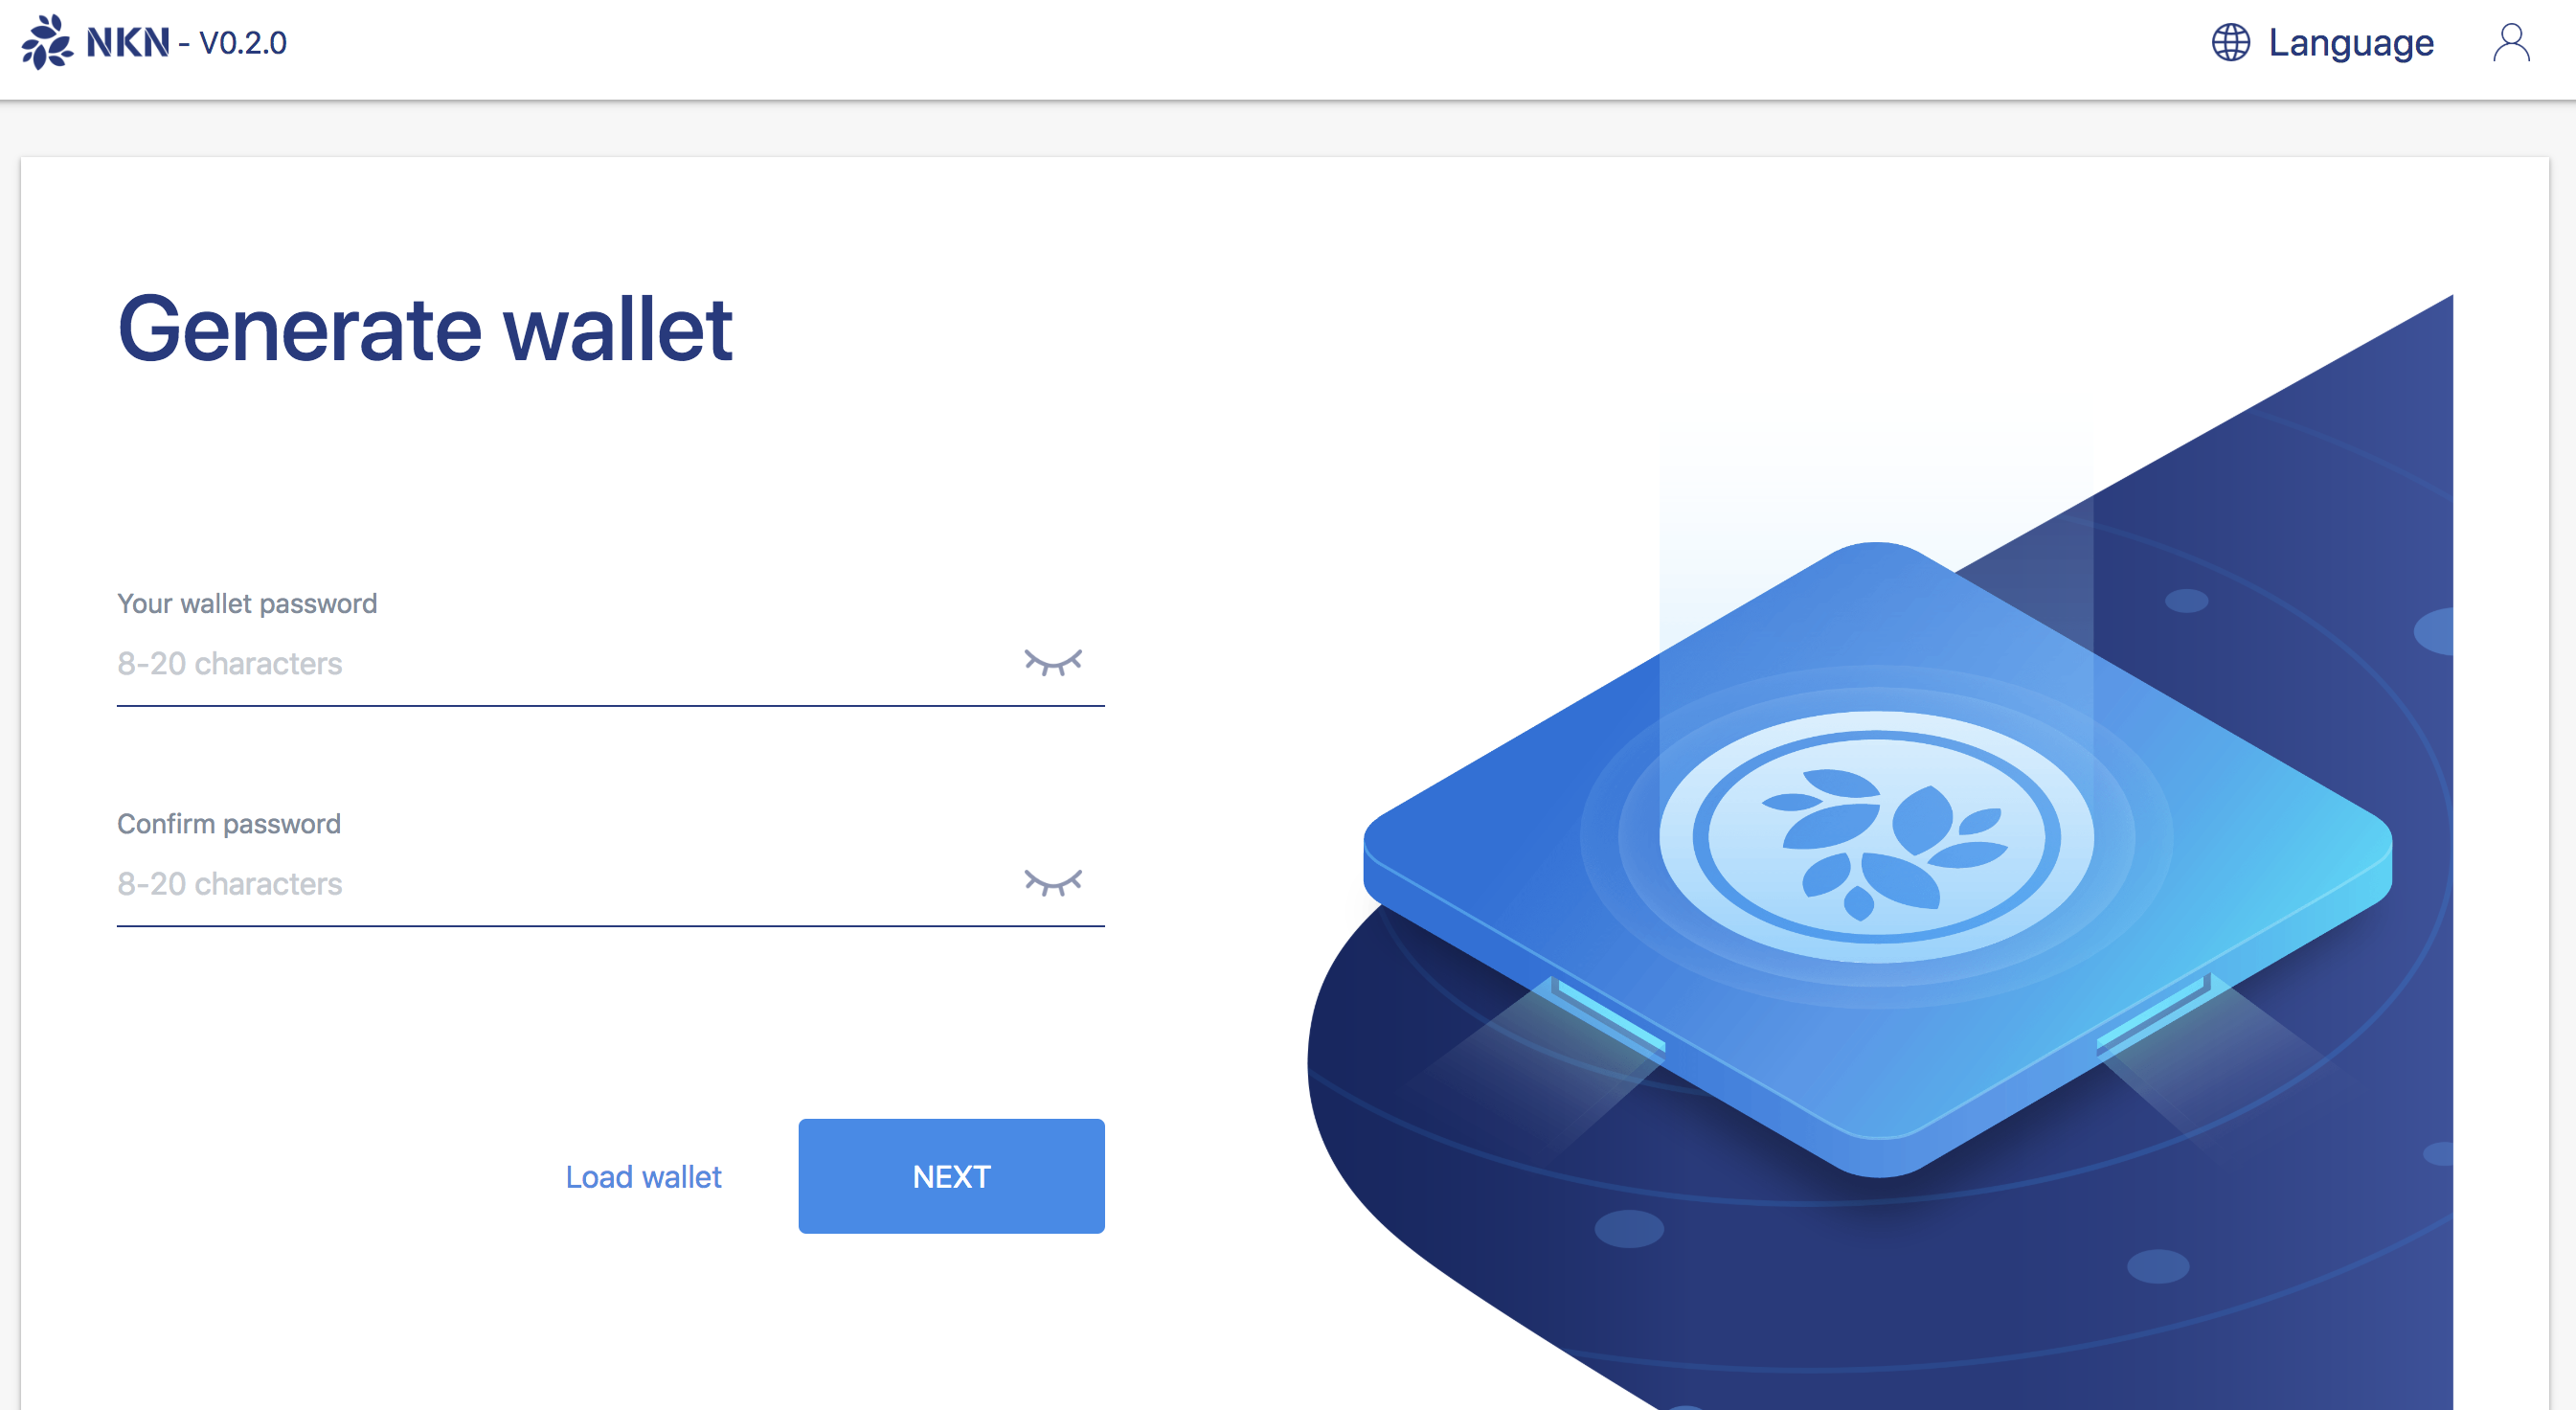 NKN - V0.2.0
Language
Generate wallet
Your wallet password
8-20 characters
Confirm password
8-20 characters
Load wallet
NEXT